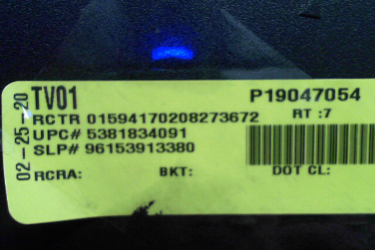 02-25-20
TV01 P19047054
RCTR 01594170208273672 RT :7
UPC# 5381834091
SLP# 96153913380
RCRA: BKT: DOT CL: